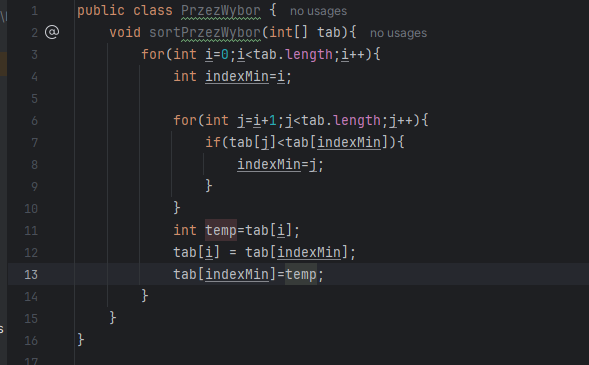 1 public class PrzezWybor { no usages
2 @ void sortPrzezWybor(int[] tab){ no usages
3 for(int i=0;i<tab.length;i++){
4 int indexMin=i;
5
6 for(int j=i+1;j<tab.length;j++){
7 if(tab[j]<tab[indexMin]){
8 indexMin=j;
9 }
10 }
11 int temp=tab[i];
12 tab[i] = tab[indexMin];
13 tab[indexMin]=temp;
14 }
15 }
16 }
17